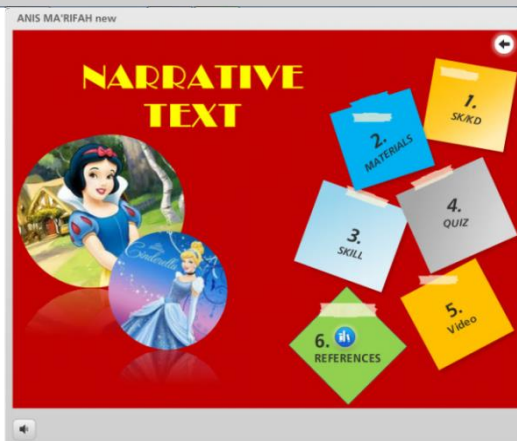 ANIS MA'RIFAH new
NARRATIVE
TEXT
Cinderella
1.
SK/KD
2.
MATERIALS
3.
SKILL
4.
QUIZ
5.
Video
6.
REFERENCES